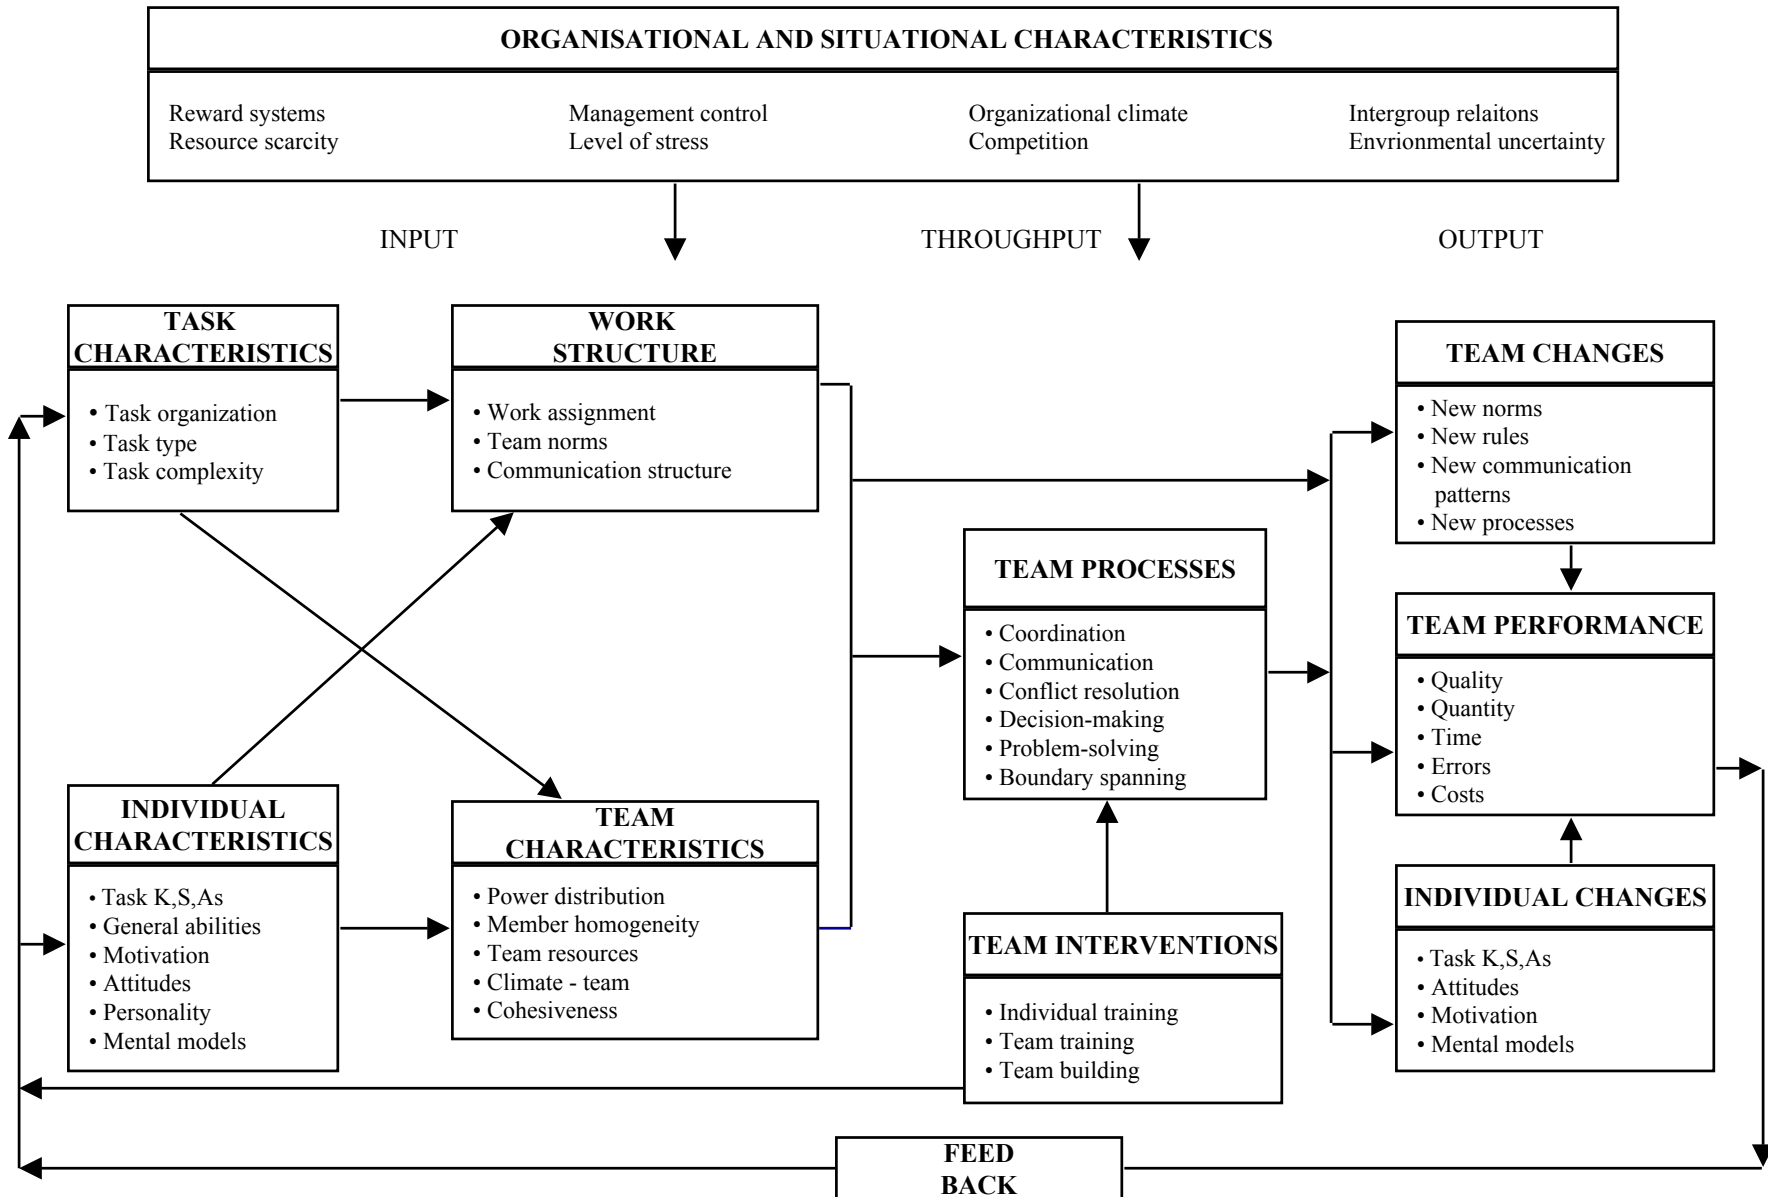 ORGANISATIONAL AND SITUATIONAL CHARACTERISTICS
Reward systems
Resource scarcity
Management control
Level of stress
Organizational climate
Competition
Intergroup relaitons
Envrionmental uncertainty
INPUT
THROUGHPUT
OUTPUT
TASK
CHARACTERISTICS
• Task organization
• Task type
• Task complexity
WORK
STRUCTURE
• Work assignment
• Team norms
• Communication structure
INDIVIDUAL
CHARACTERISTICS
• Task K,S,As
• General abilities
• Motivation
• Attitudes
• Personality
• Mental models
TEAM
CHARACTERISTICS
• Power distribution
• Member homogeneity
• Team resources
• Climate - team
• Cohesiveness
TEAM PROCESSES
• Coordination
• Communication
• Conflict resolution
• Decision-making
• Problem-solving
• Boundary spanning
TEAM INTERVENTIONS
• Individual training
• Team training
• Team building
TEAM CHANGES
• New norms
• New rules
• New communication
patterns
• New processes
TEAM PERFORMANCE
• Quality
• Quantity
• Time
• Errors
• Costs
INDIVIDUAL CHANGES
• Task K,S,As
• Attitudes
• Motivation
• Mental models
FEED
BACK